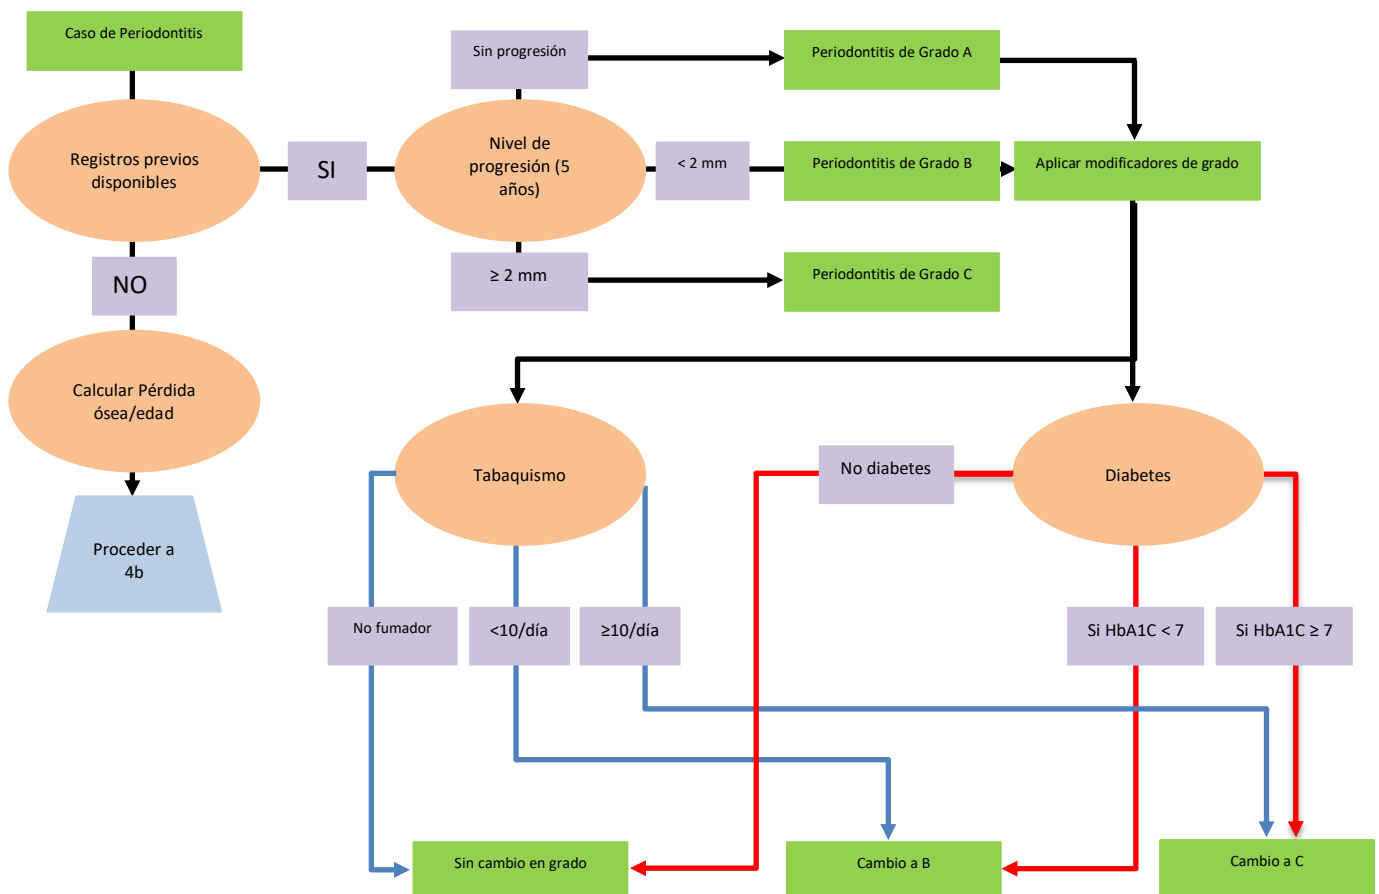 Caso de Periodontitis
Sin progresión
Periodontitis de Grado A
Registros previos
disponibles
SI
Nivel de
progresión (5
años)
< 2 mm
Periodontitis de Grado B
Aplicar modificadores de grado
NO
≥ 2 mm
Periodontitis de Grado C
Calcular Pérdida
ósea/edad
Tabaquismo
No diabetes
Diabetes
Proceder a
4b
No fumador
<10/día
≥10/día
Si HbA1C < 7
Si HbA1C ≥ 7
Sin cambio en grado
Cambio a B
Cambio a C